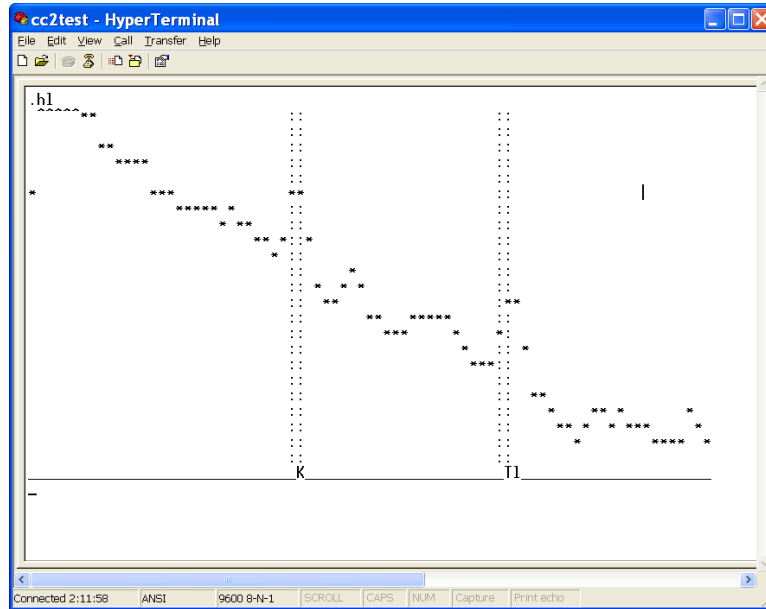 cc2test - HyperTerminal
File Edit View Call Transfer Help
.hl
K Tl
Connected 2:11:58 ANSI 9600 8-N-1 SCROLL CAPS NUM Capture Print echo